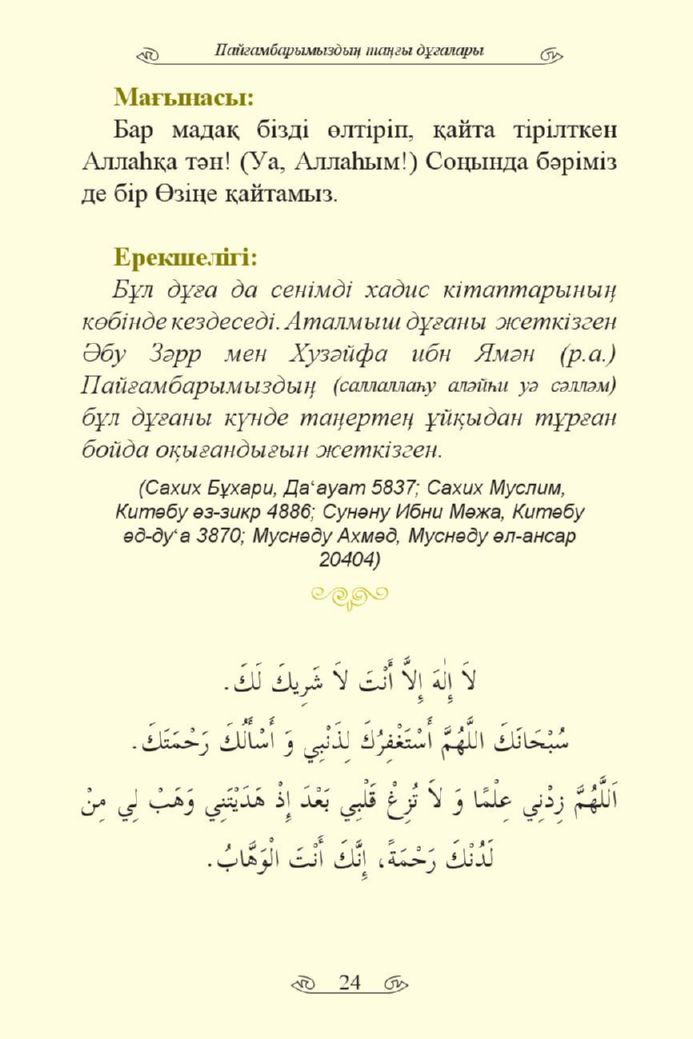 Пайғамбарымыздың таңғы дұғалары
Мағынасы:
Бар мадақ бізді өлтіріп, қайта тірілткен
Аллаһқа тән! (Уа, Аллаһым!) Соңында бәріміз
де бір Өзіңе қайтамыз.
Ерекшелігі:
Бұл дұға да сенімді хадис кітаптарының
көбінде кездеседі. Аталмыш дұғаны жеткізген
Әбу Зәрр мен Хузәйфа ибн Ямән (р.а.)
Пайғамбарымыздың (саллаллаһу аләйһи уә сәлләм)
бұл дұғаны күнде таңертең ұйқыдан тұрған
бойда оқығандығын жеткізген.
(Сахих Бұхари, Да‘ауат 5837; Сахих Муслим,
Китәбу әз-зикр 4886; Сунәну Ибни Мәжа, Китәбу
әд-ду‘а 3870; Муснәду Ахмәд, Муснәду әл-ансар
20404)
لاَ إِلٰهَ إِلاَّ أَنْتَ لاَ شَرِيكَ لَكَ.
سُبْحَانَكَ اللَّهُمَّ أَسْتَغْفِرُكَ لِذَنْبِي وَ أَسْأَلُكَ رَحْمَتَكَ.
اَللَّهُمَّ زِدْنِي عِلْمًا وَ لاَ تُزِغْ قَلْبِي بَعْدَ إِذْ هَدَيْتَنِي وَهَبْ لِي مِنْ
لَدُنْكَ رَحْمَةً، إِنَّكَ أَنْتَ الْوَهَّابُ.
24